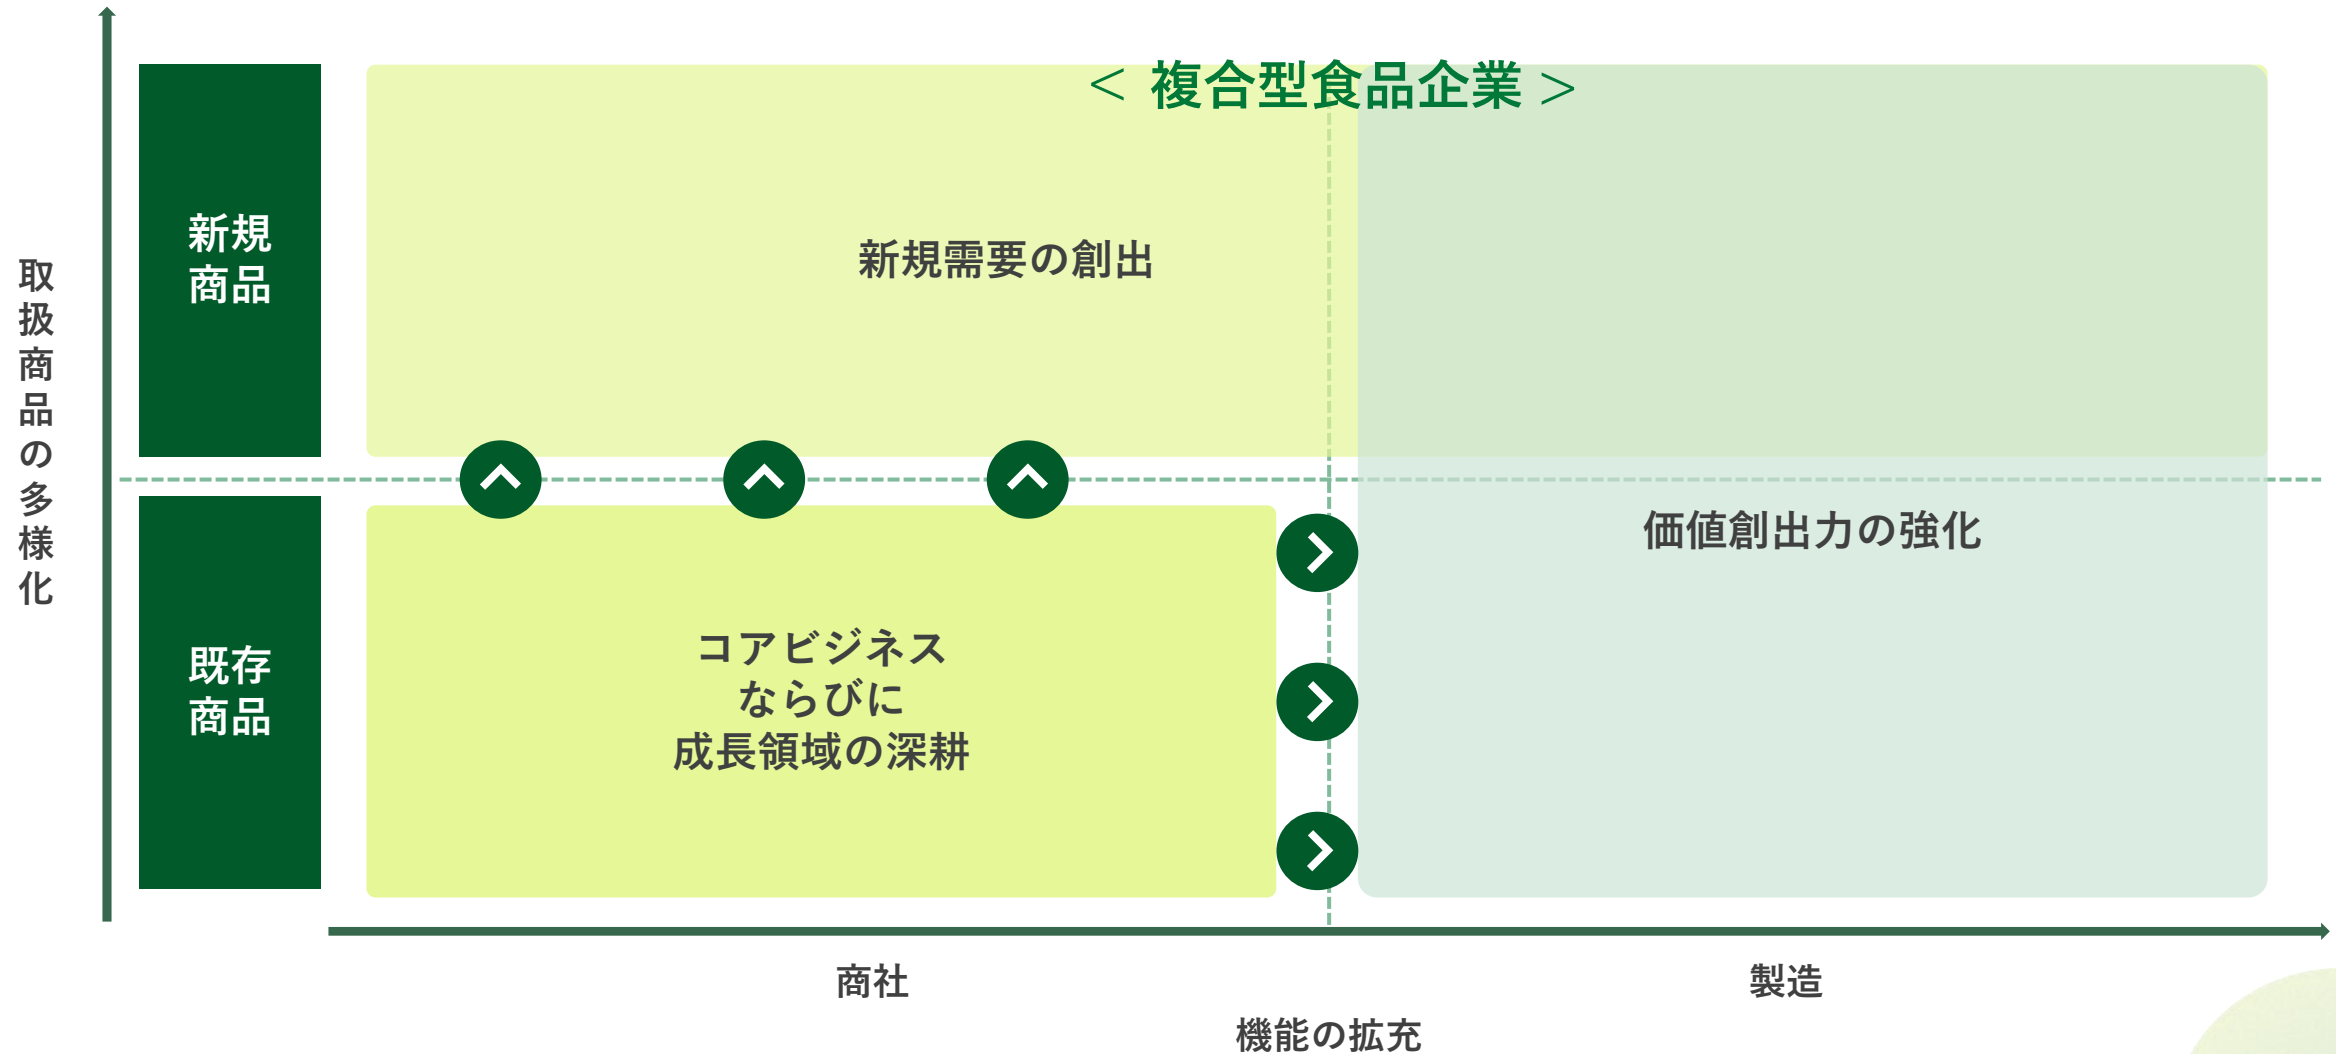 < 複合型食品企業 >
取扱商品の多様化
新規
商品
新規需要の創出
既存
商品
コアビジネス
ならびに
成長領域の深耕
価値創出力の強化
商社
製造
機能の拡充